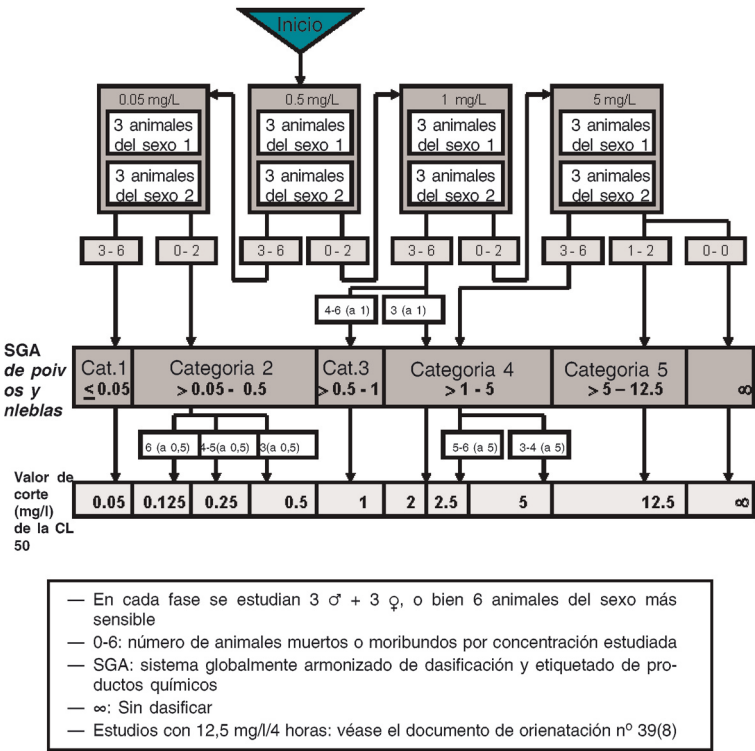 Inicio
0.05 mg/L
0.5 mg/L
1 mg/L
5 mg/L
3 animales
del sexo 1
3 animales
del sexo 1
3 animales
del sexo 1
3 animales
del sexo 1
3 animales
del sexo 2
3 animales
del sexo 2
3 animales
del sexo 2
3 animales
del sexo 2
3 - 6
0 - 2
3 - 6
0 - 2
3 - 6
0 - 2
3 - 6
1 - 2
0 - 0
4-6 (a 1)
3 (a 1)
SGA
de poiv
os y
nleblas
Cat.1
≤ 0.05
Categoria 2
> 0.05 - 0.5
Cat.3
> 0.5 - 1
Categoria 4
> 1 - 5
Categoria 5
> 5 – 12.5
∞
6 (a 0,5)
4-5(a 0,5)
3(a 0,5)
5-6 (a 5)
3-4 (a 5)
Valor de
corte
(mg/l)
de la CL
50
0.05
0.125
0.25
0.5
1
2
2.5
5
12.5
∞
— En cada fase se estudian 3 ♂ + 3 ♀, o bien 6 animales del sexo más
sensible
— 0-6: número de animales muertos o moribundos por concentración estudiada
— SGA: sistema globalmente armonizado de dasificación y etiquetado de pro-
ductos químicos
— ∞: Sin dasificar
— Estudios con 12,5 mg/l/4 horas: véase el documento de orienatación nº 39(8)